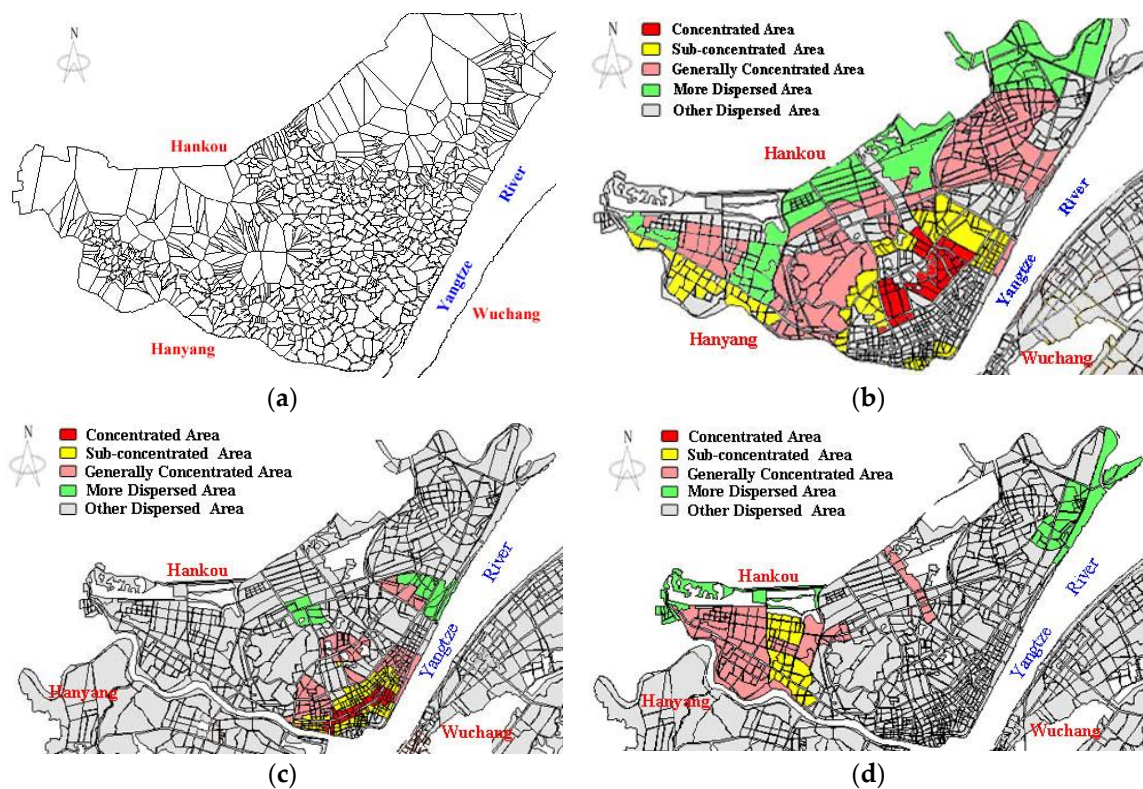 N
Hankou
River
Yangtze
Wuchang
Hanyang
(a)
N
Concentrated Area
Sub-concentrated Area
Generally Concentrated Area
More Dispersed Area
Other Dispersed Area
Hankou
River
Yangtze
Hanyang
Wuchang
(b)
N
Concentrated Area
Sub-concentrated Area
Generally Concentrated Area
More Dispersed Area
Other Dispersed Area
Hankou
River
Yangtze
Hanyang
Wuchang
(c)
N
Concentrated Area
Sub-concentrated Area
Generally Concentrated Area
More Dispersed Area
Other Dispersed Area
Hankou
River
Yangtze
Hanyang
Wuchang
(d)